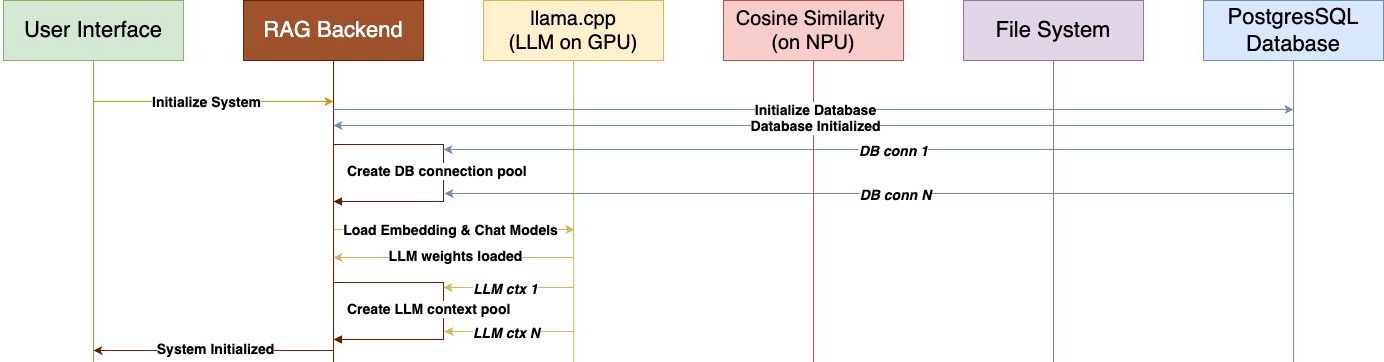 User Interface
RAG Backend
llama.cpp
(LLM on GPU)
Cosine Similarity
(on NPU)
File System
PostgresSQL
Database
Initialize System
Initialize Database
Database Initialized
DB conn 1
Create DB connection pool
DB conn N
Load Embedding & Chat Models
LLM weights loaded
LLM ctx 1
Create LLM context pool
LLM ctx N
System Initialized